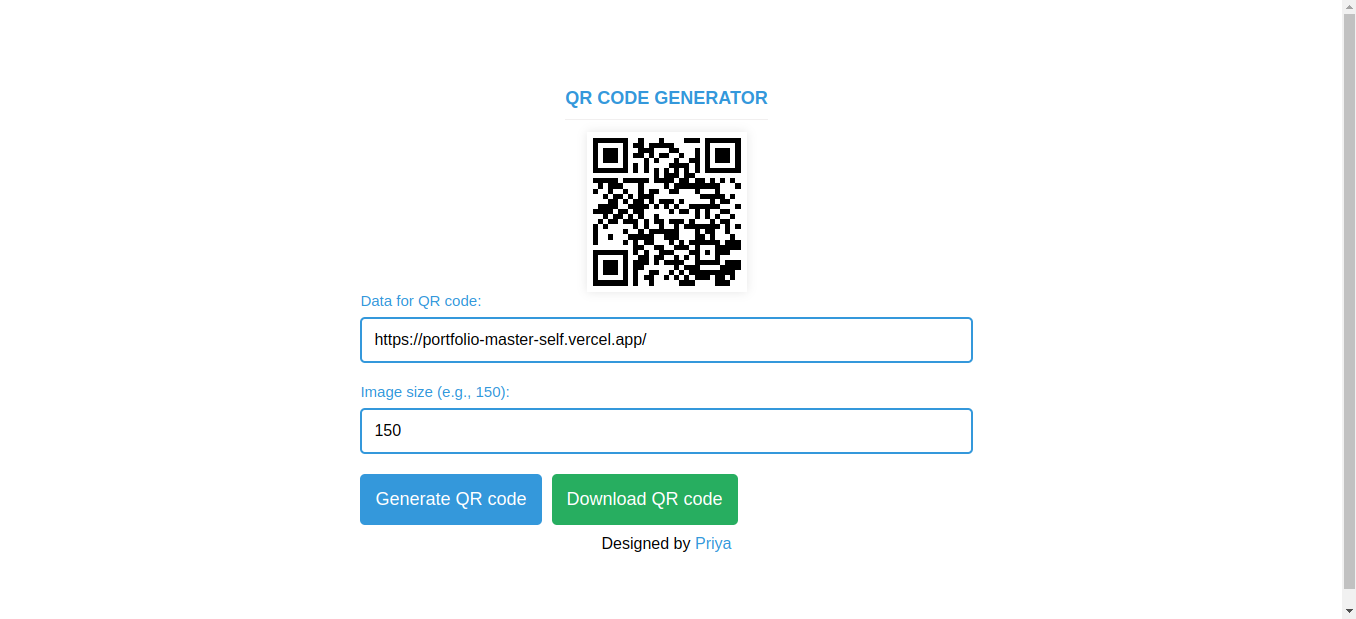 QR CODE GENERATOR
Data for QR code:
https://portfolio-master-self.vercel.app/
Image size (e.g., 150):
150
Generate QR code
Download QR code
Designed by Priya